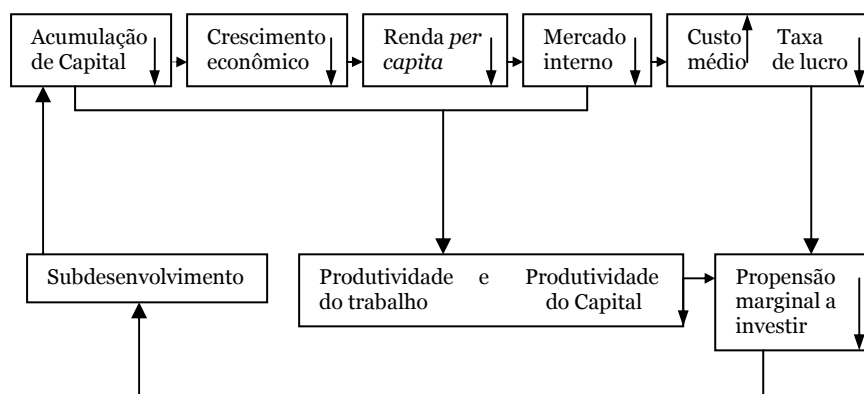 Acumulação
de Capital
Crescimento
econômico
Renda per
capita
Mercado
interno
Custo Taxa
médio de lucro
Subdesenvolvimento
Produtividade e Produtividade
do trabalho do Capital
Propensão
marginal a
investir